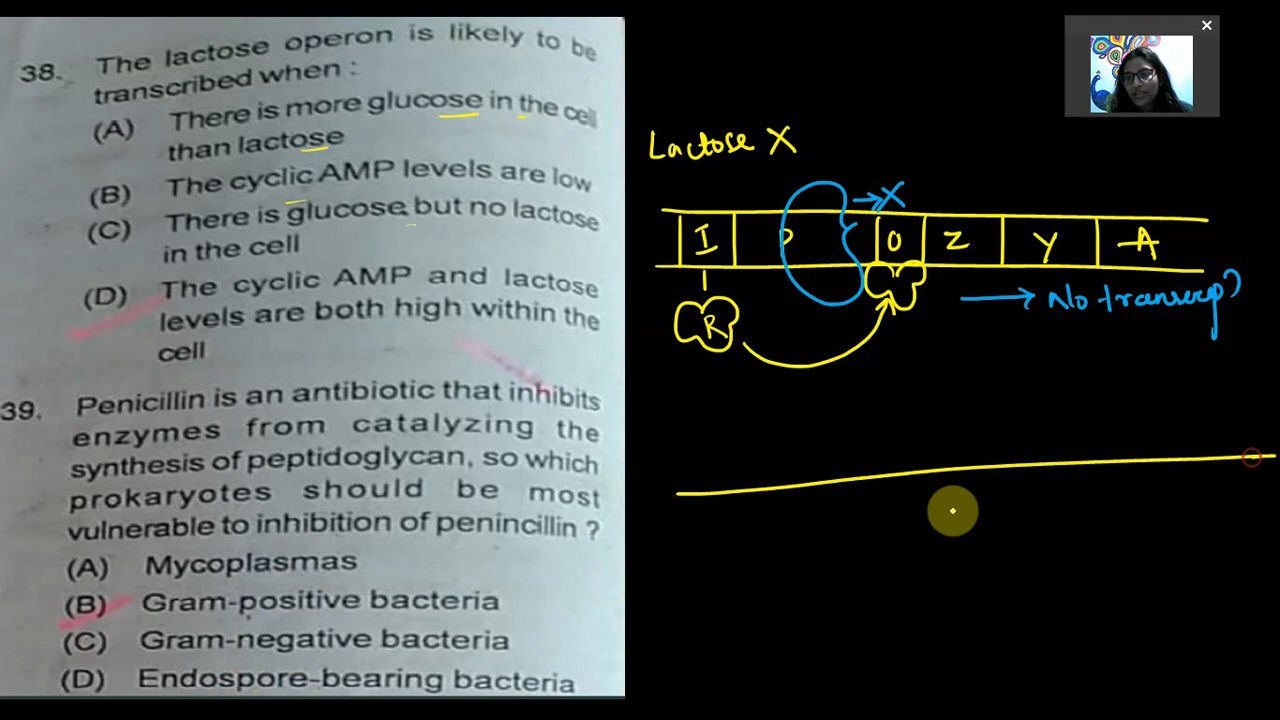 38. The lactose operon is likely to be
transcribed when :
(A) There is more glucose in the cell
than lactose
(B) The cyclic AMP levels are low
(C) There is glucose but no lactose
in the cell
(D) The cyclic AMP and lactose
levels are both high within the
cell
39. Penicillin is an antibiotic that inhibits
enzymes from catalyzing the
synthesis of peptidoglycan, so which
prokaryotes should be most
vulnerable to inhibition of penincillin ?
(A) Mycoplasmas
(B) Gram-positive bacteria
(C) Gram-negative bacteria
(D) Endospore-bearing bacteria
Lactose X
X
I P O Z Y A
R
No transcrip?